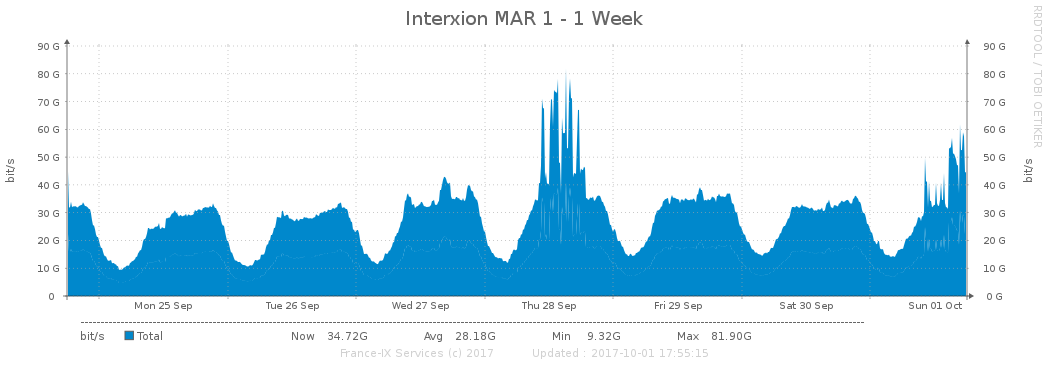 Interxion MAR 1 - 1 Week
RRDTOOL / TOBI OETIKER
bit/s
90 G
80 G
70 G
60 G
50 G
40 G
30 G
20 G
10 G
0
90 G
80 G
70 G
60 G
50 G
40 G
30 G
20 G
10 G
0 G
bit/s
Mon 25 Sep Tue 26 Sep Wed 27 Sep Thu 28 Sep Fri 29 Sep Sat 30 Sep Sun 01 Oct
bit/s Total Now 34.72G Avg 28.18G Min 9.32G Max 81.90G
France-IX Services (c) 2017 Updated : 2017-10-01 17:55:15